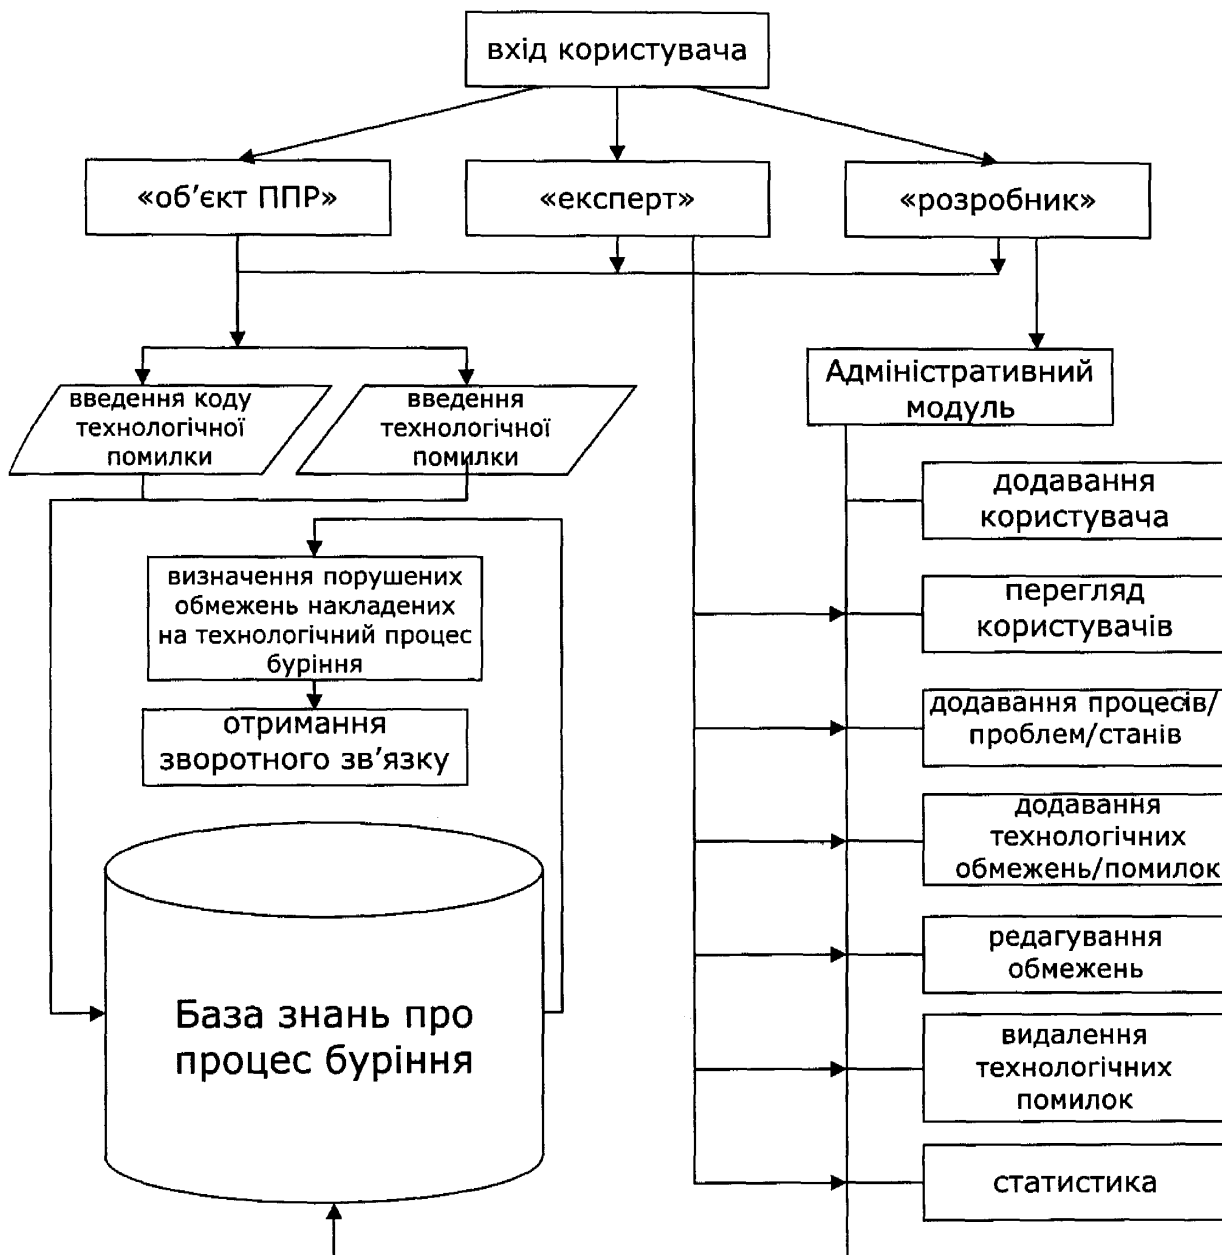 вхід користувача
«об’єкт ППР»
«експерт»
«розробник»
введення коду
технологічної
помилки
введення
технологічної
помилки
Адміністративний
модуль
додавання
користувача
визначення порушених
обмежень накладених
на технологічний процес
буріння
перегляд
користувачів
отримання
зворотного зв’язку
додавання процесів/
проблем/станів
додавання
технологічних
обмежень/помилок
редагування
обмежень
База знань про
процес буріння
видалення
технологічних
помилок
статистика